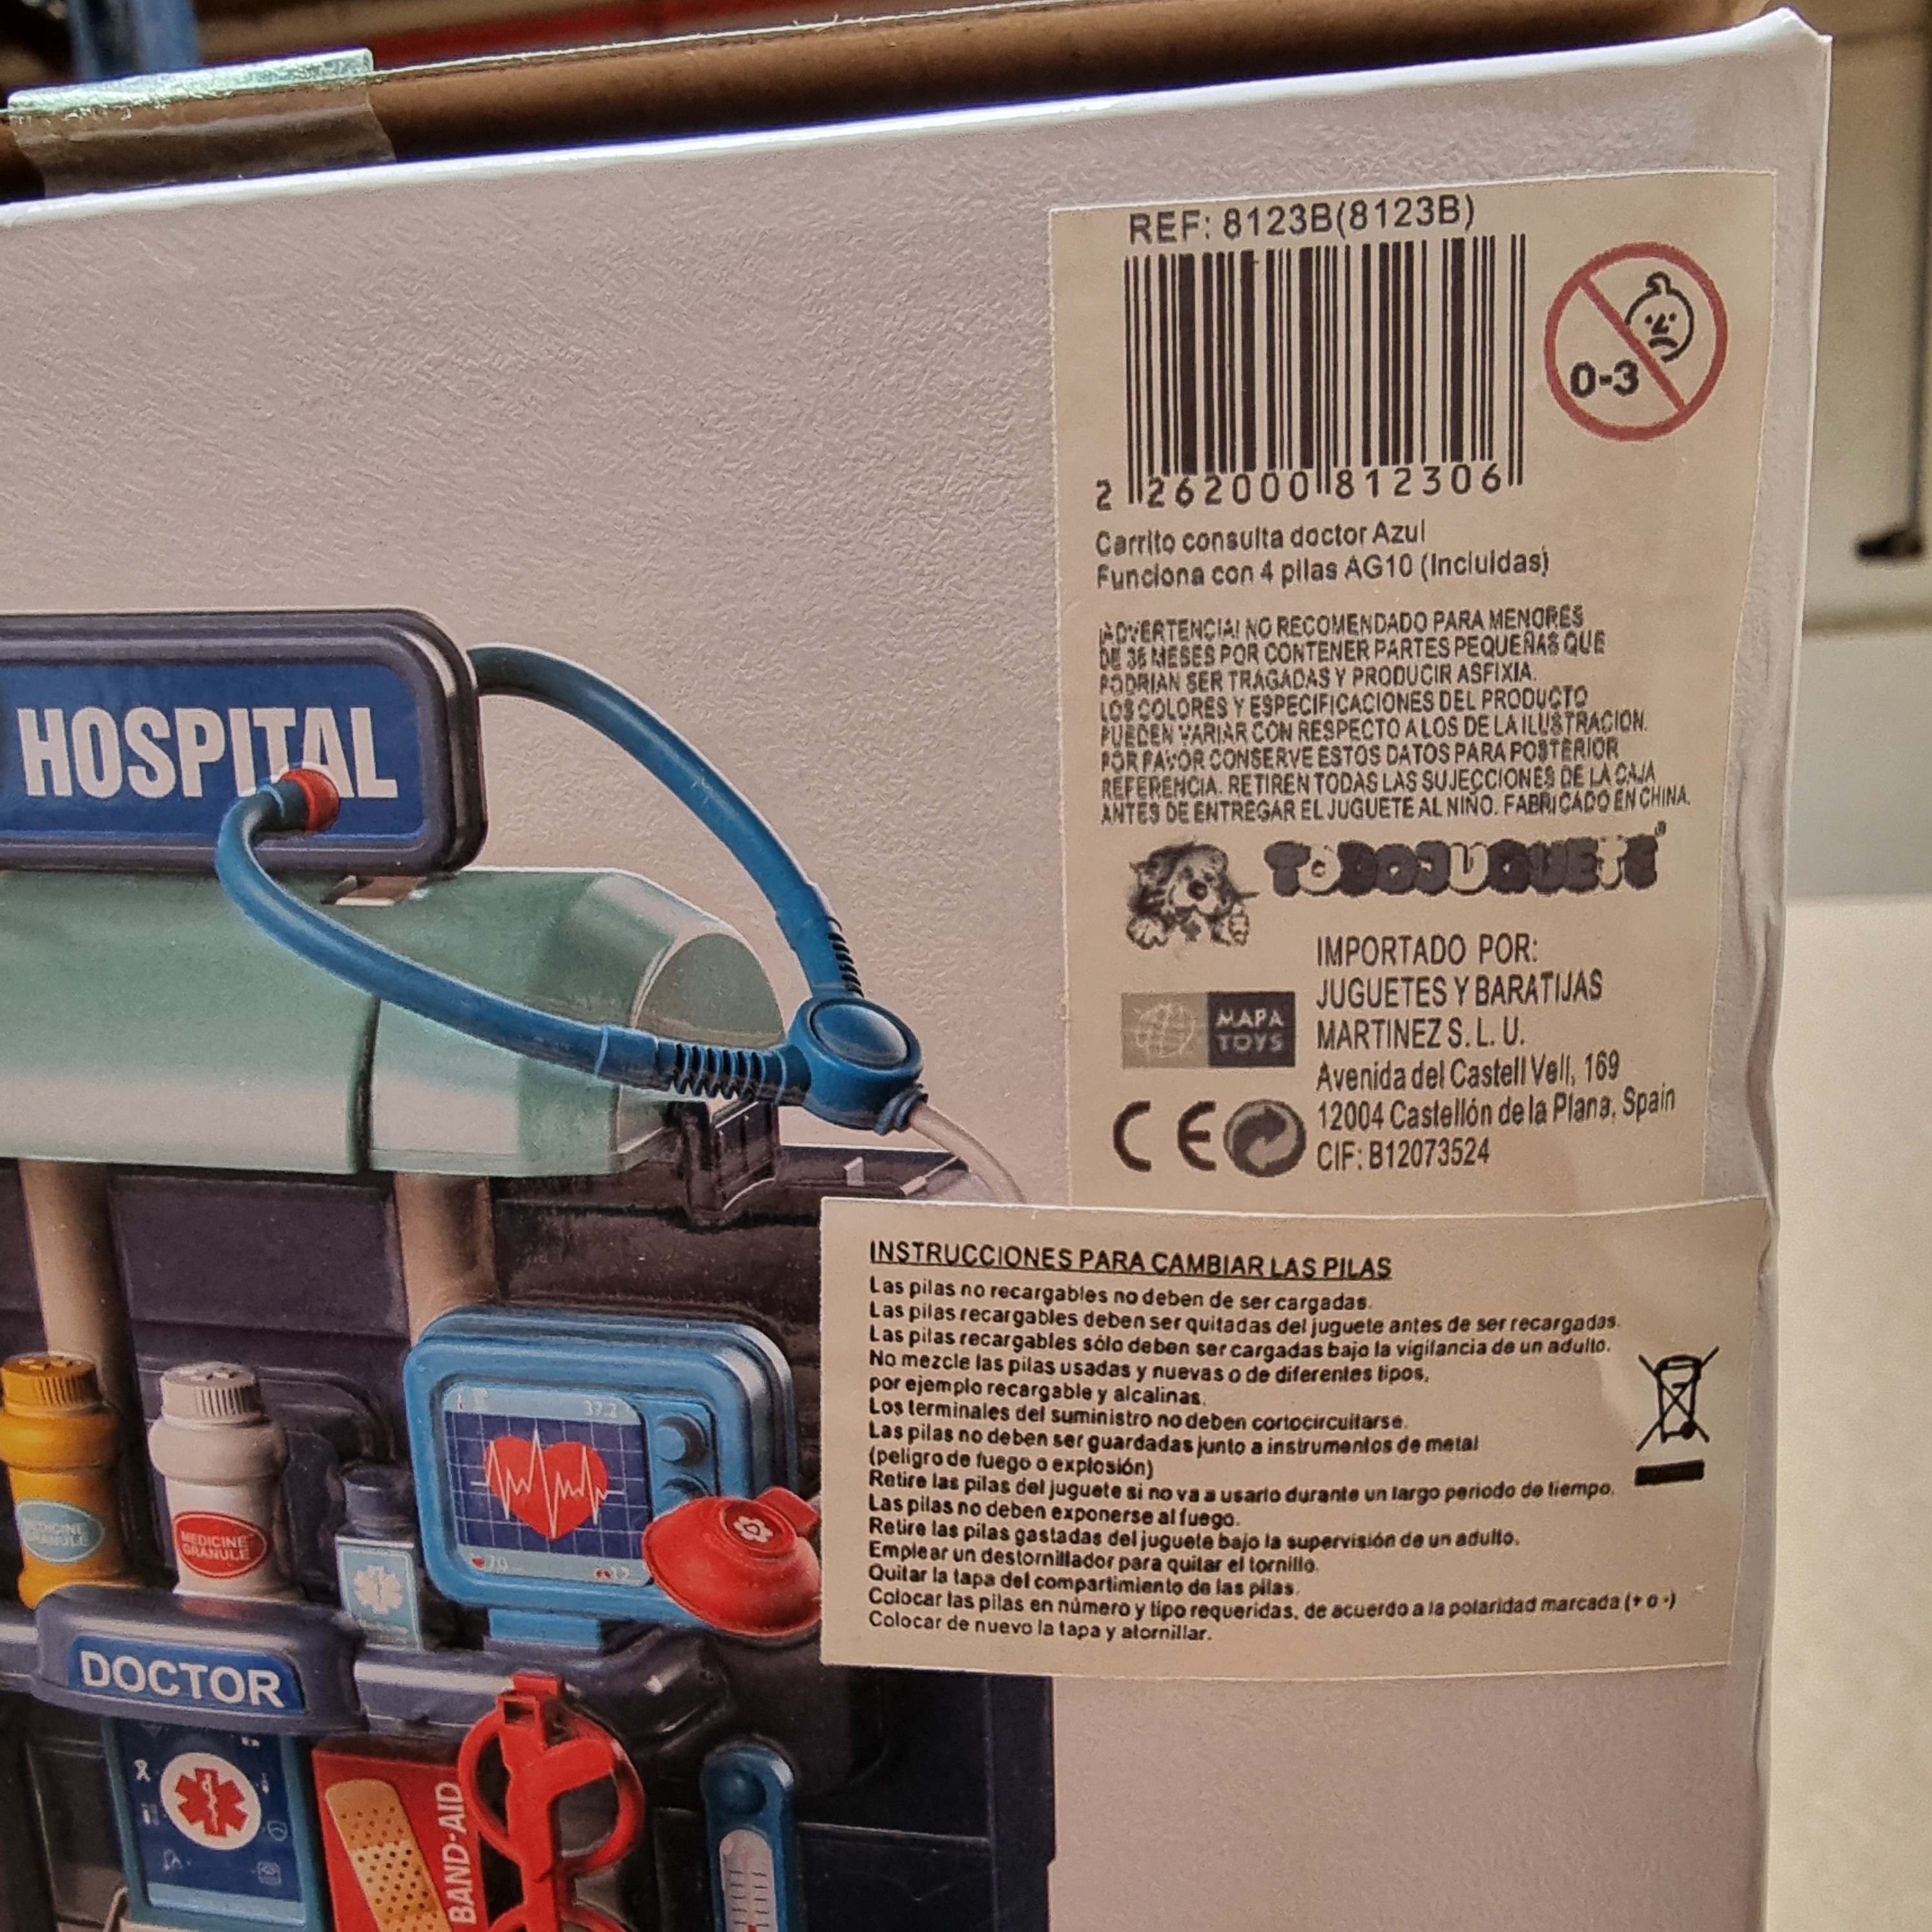 REF: 8123B(8123B)
0-3
2 262000 812306
Carrito consulta doctor Azul
Funciona con 4 pilas AG10 (Incluidas)
¡ADVERTENCIA! NO RECOMENDADO PARA MENORES
DE 36 MESES POR CONTENER PARTES PEQUEÑAS QUE
PODRIAN SER TRAGADAS Y PRODUCIR ASFIXIA.
LOS COLORES Y ESPECIFICACIONES DEL PRODUCTO
PUEDEN VARIAR CON RESPECTO A LOS DE LA ILUSTRACION.
POR FAVOR CONSERVE ESTOS DATOS PARA POSTERIOR
REFERENCIA. RETIREN TODAS LAS SUJECCIONES DE LA CAJA
ANTES DE ENTREGAR EL JUGUETE AL NIÑO. FABRICADO EN CHINA.
TODOJUGUETE®
IMPORTADO POR:
JUGUETES Y BARATIJAS
MARTINEZ S.L.U.
Avenida del Castell Vell, 169
12004 Castellón de la Plana, Spain
CIF: B12073524
MAPA
TOYS
CE
INSTRUCCIONES PARA CAMBIAR LAS PILAS
Las pilas no recargables no deben de ser cargadas.
Las pilas recargables deben ser quitadas del juguete antes de ser recargadas.
Las pilas recargables sólo deben ser cargadas bajo la vigilancia de un adulto.
No mezcle las pilas usadas y nuevas o de diferentes tipos,
por ejemplo recargable y alcalinas.
Los terminales del suministro no deben cortocircuitarse.
Las pilas no deben ser guardadas junto a instrumentos de metal
(peligro de fuego o explosión)
Retire las pilas del juguete si no va a usarlo durante un largo periodo de tiempo.
Las pilas no deben exponerse al fuego.
Retire las pilas gastadas del juguete bajo la supervisión de un adulto.
Emplear un destornillador para quitar el tornillo.
Quitar la tapa del compartimiento de las pilas.
Colocar las pilas en número y tipo requeridas, de acuerdo a la polaridad marcada (+ o -)
Colocar de nuevo la tapa y atornillar.
HOSPITAL
37.2
70
MEDICINE
GRANULE
MEDICINE
GRANULE
DOCTOR
BAND-AID